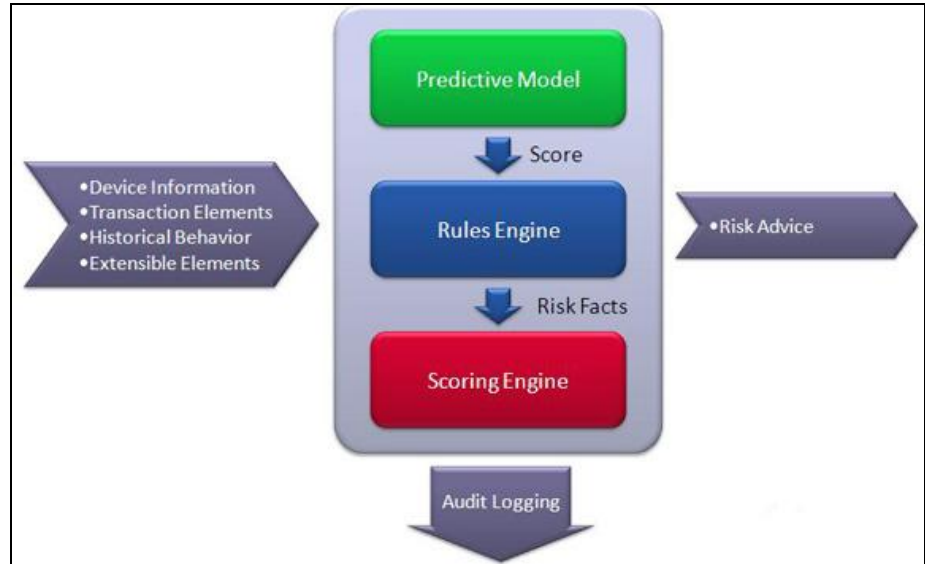 Predictive Model
Score
•Device Information
•Transaction Elements
•Historical Behavior
•Extensible Elements
Rules Engine
•Risk Advice
Risk Facts
Scoring Engine
Audit Logging